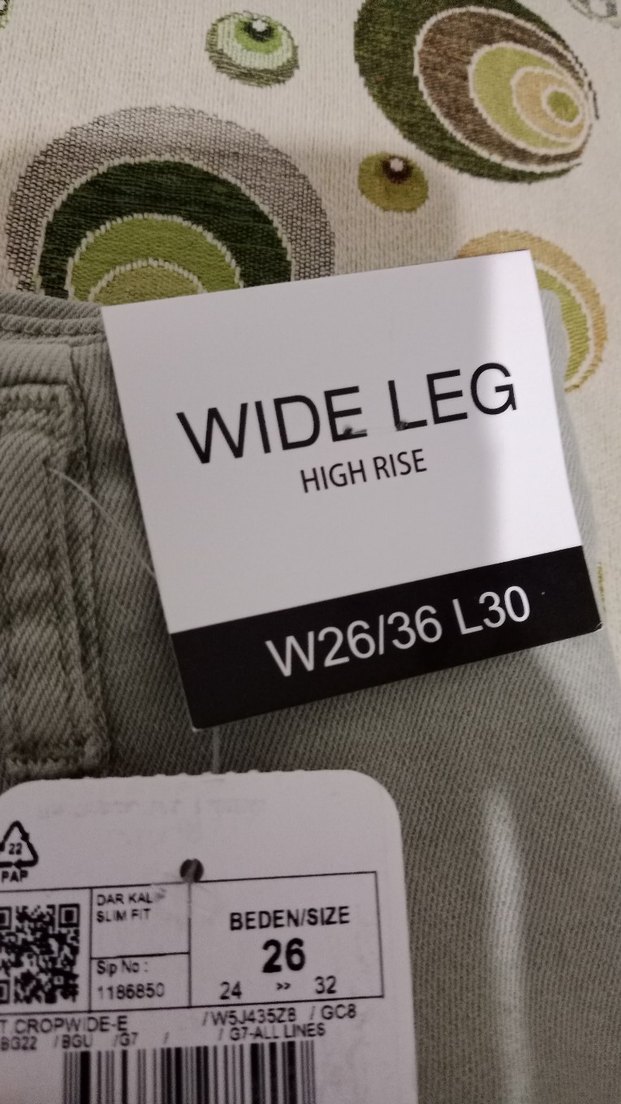 WIDE LEG
HIGH RISE
W26/36 L30
22
PAP
DAR KAL
SLIM FIT
BEDEN/SIZE
26
24 >> 32
Sip No :
1186850
T CROPWIDE-E /W5J435Z8 / GC8
BG22 /BGU /G7 / / G7-ALL LINES